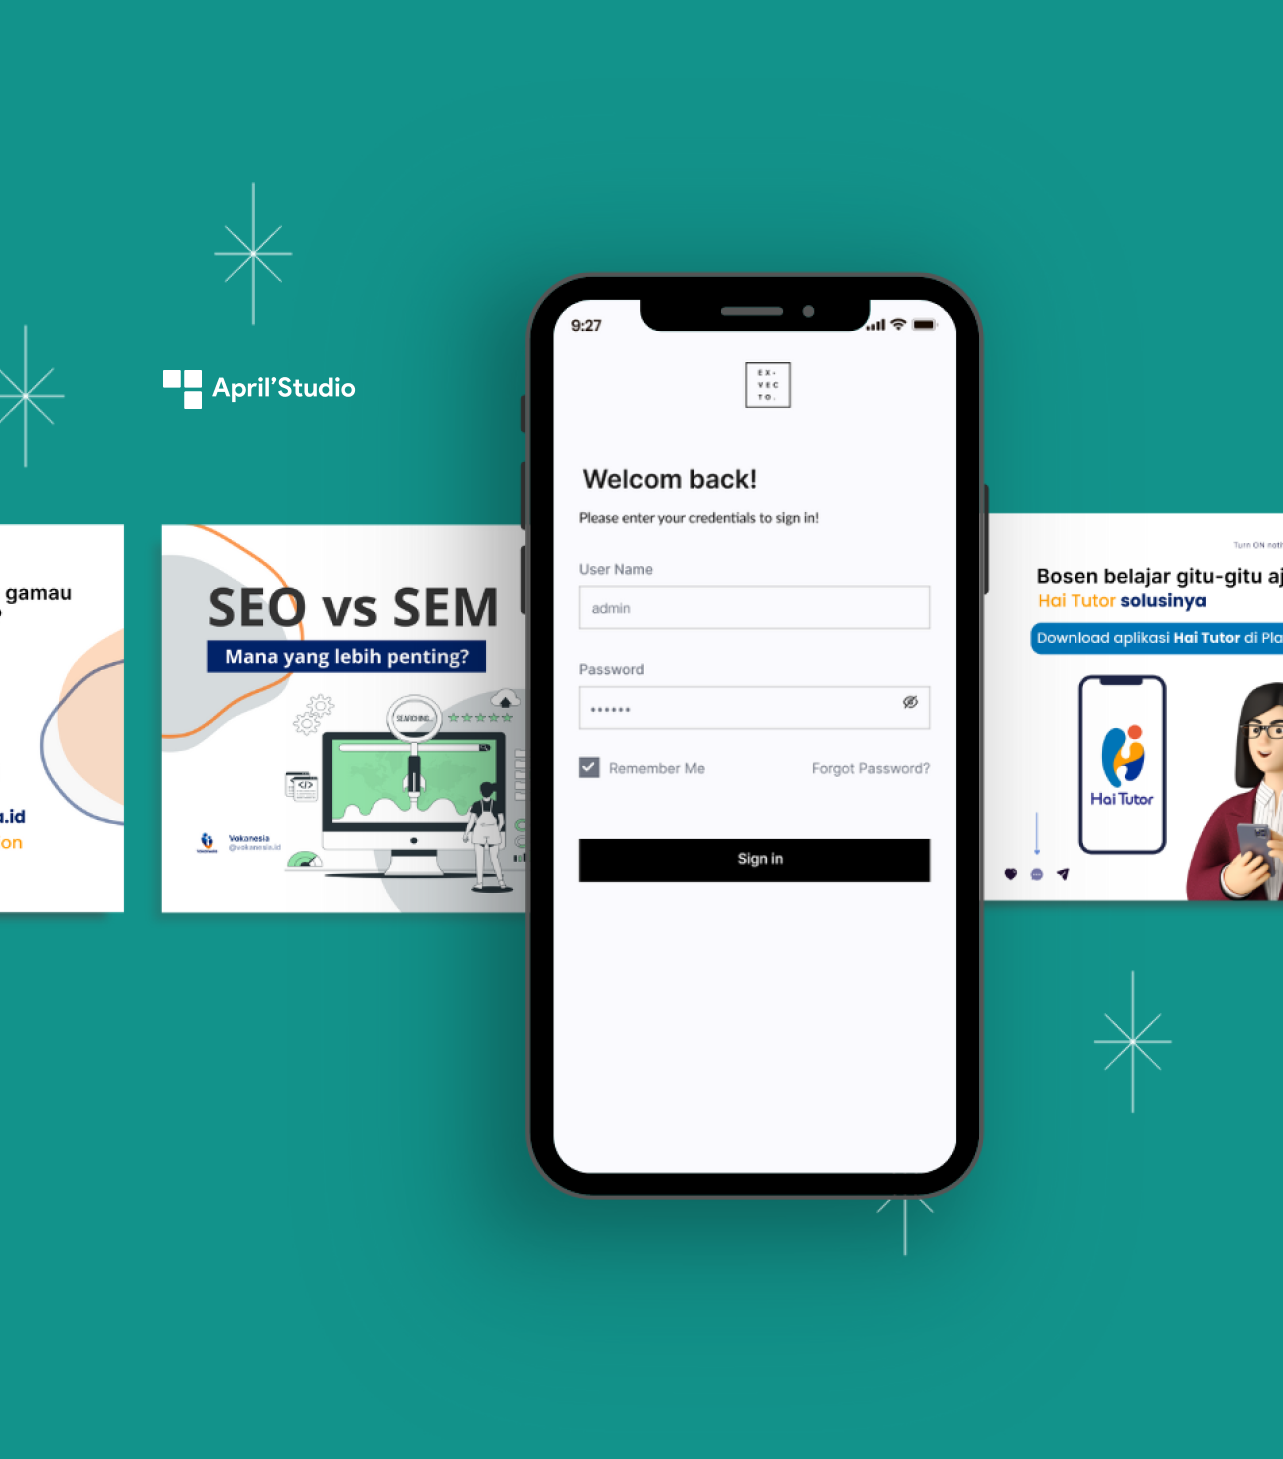 April'Studio
gamau
?
a.id
on
SEO vs SEM
Mana yang lebih penting?
SEARCHING...
</>
Vokanesia
@vokanesia.id
9:27
EX-
VEC
TO.
Welcom back!
Please enter your credentials to sign in!
User Name
admin
Password
••••••
Remember Me
Forgot Password?
Sign in
Turn ON noti
Bosen belajar gitu-gitu aj
Hai Tutor solusinya
Download aplikasi Hai Tutor di Pla
Hai Tutor